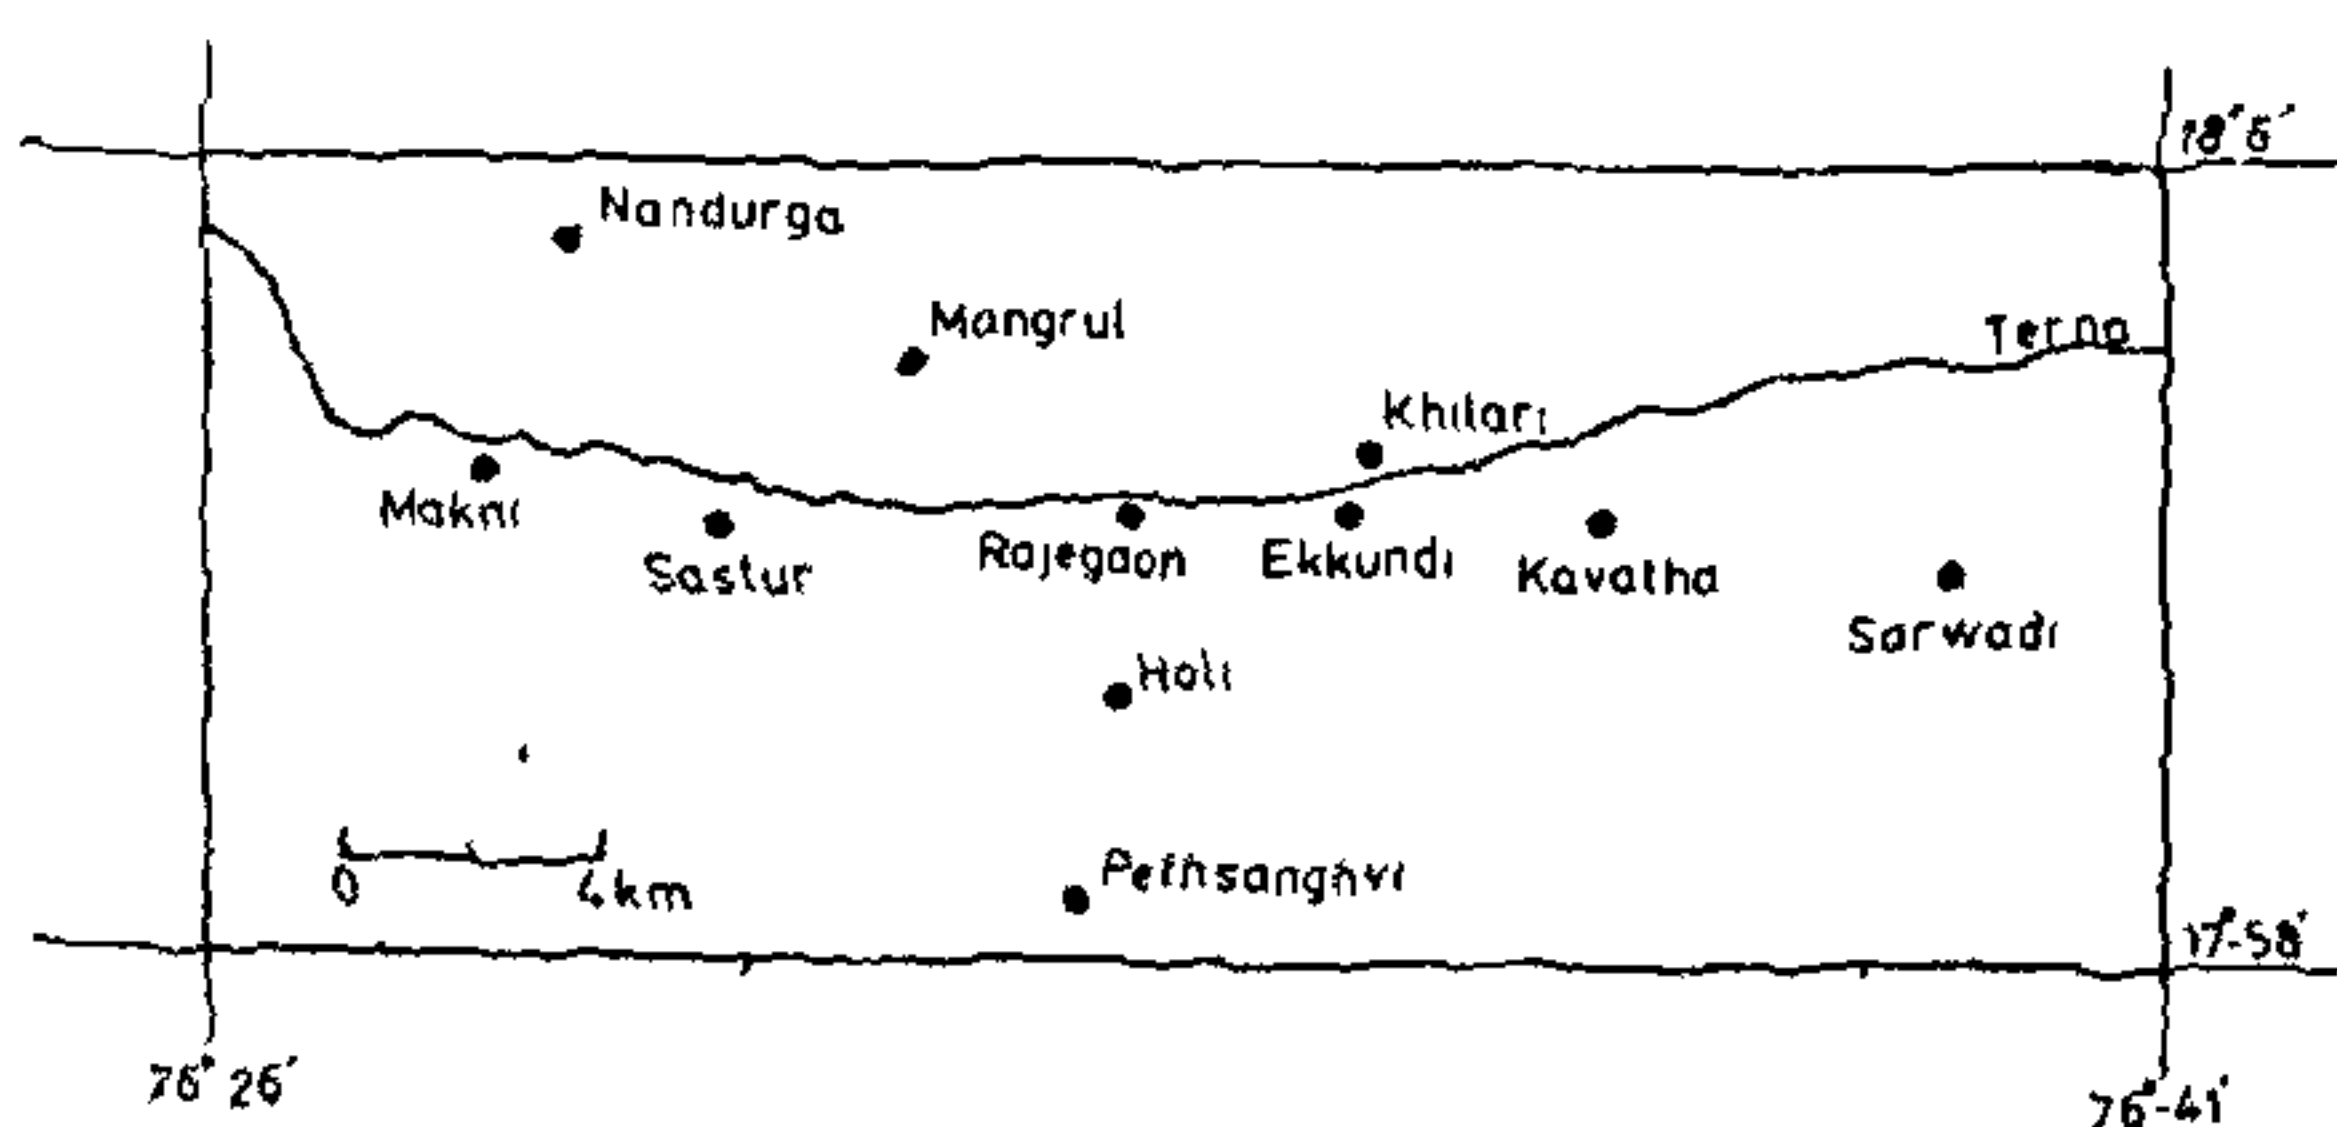 18°6′
Nandurga
Mangrul
Terna
Khilari
Makni
Sastur
Rajegaon
Ekkundi
Kavatha
Sarwadi
Holi
0 4km
Pethsanghvi
17°-58′
76°26′
76°-41′